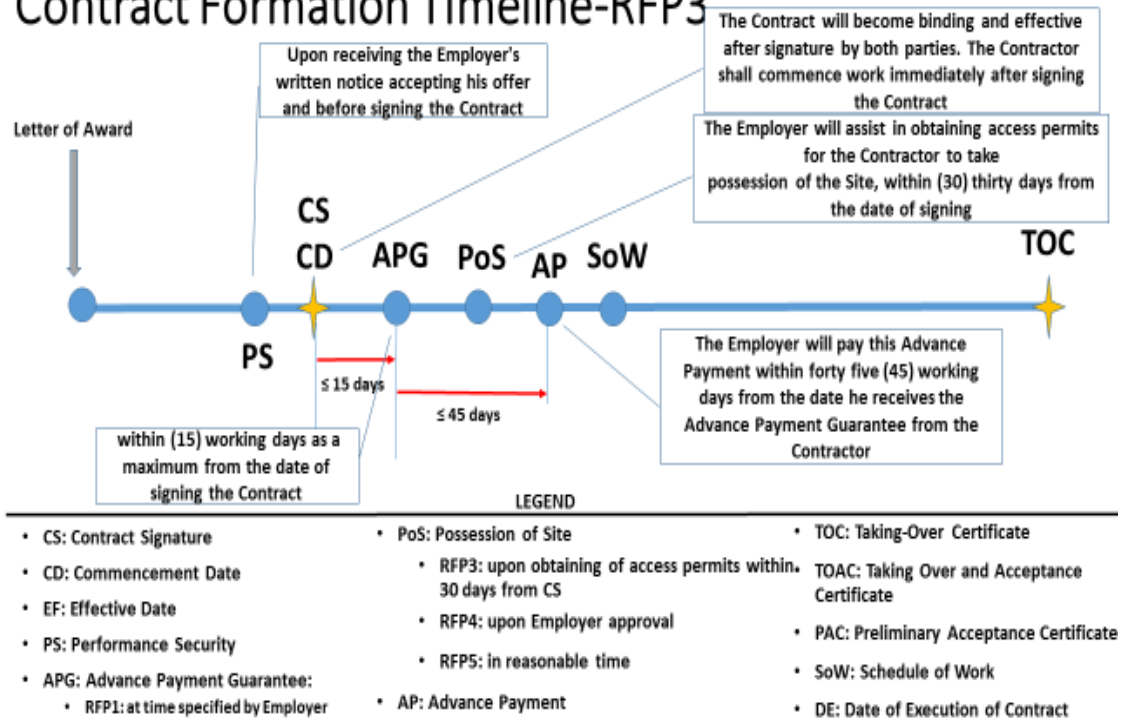 Contract Formation Timeline-RFP3
The Contract will become binding and effective
after signature by both parties. The Contractor
shall commence work immediately after signing
the Contract
Upon receiving the Employer's
written notice accepting his offer
and before signing the Contract
Letter of Award
The Employer will assist in obtaining access permits
for the Contractor to take
possession of the Site, within (30) thirty days from
the date of signing
CS
CD
APG
PoS
AP
SoW
TOC
PS
≤ 15 days
≤ 45 days
The Employer will pay this Advance
Payment within forty five (45) working
days from the date he receives the
Advance Payment Guarantee from the
Contractor
within (15) working days as a
maximum from the date of
signing the Contract
LEGEND
• CS: Contract Signature
• CD: Commencement Date
• EF: Effective Date
• PS: Performance Security
• APG: Advance Payment Guarantee:
• RFP1: at time specified by Employer
• PoS: Possession of Site
• RFP3: upon obtaining of access permits within
30 days from CS
• RFP4: upon Employer approval
• RFP5: in reasonable time
• AP: Advance Payment
• TOC: Taking-Over Certificate
• TOAC: Taking Over and Acceptance
Certificate
• PAC: Preliminary Acceptance Certificate
• SoW: Schedule of Work
• DE: Date of Execution of Contract